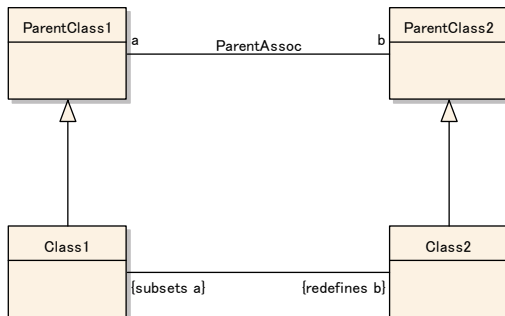 ParentClass1
a
ParentAssoc
b
ParentClass2
Class1
{subsets a}
{redefines b}
Class2